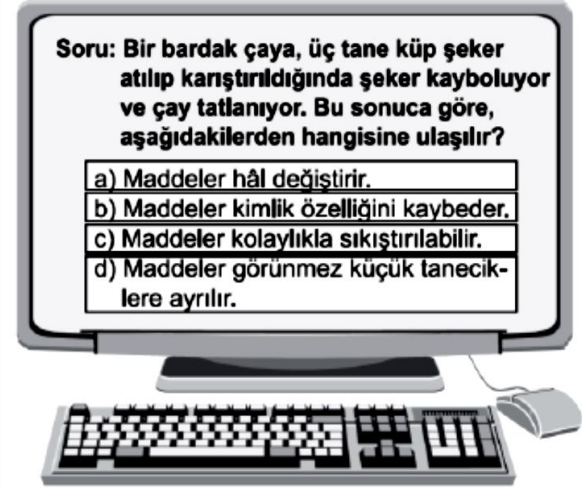 Soru: Bir bardak çaya, üç tane küp şeker
atılıp karıştırıldığında şeker kayboluyor
ve çay tatlanıyor. Bu sonuca göre,
aşağıdakilerden hangisine ulaşılır?
a) Maddeler hâl değiştirir.
b) Maddeler kimlik özelliğini kaybeder.
c) Maddeler kolaylıkla sıkıştırılabilir.
d) Maddeler görünmez küçük tanecik-
lere ayrılır.